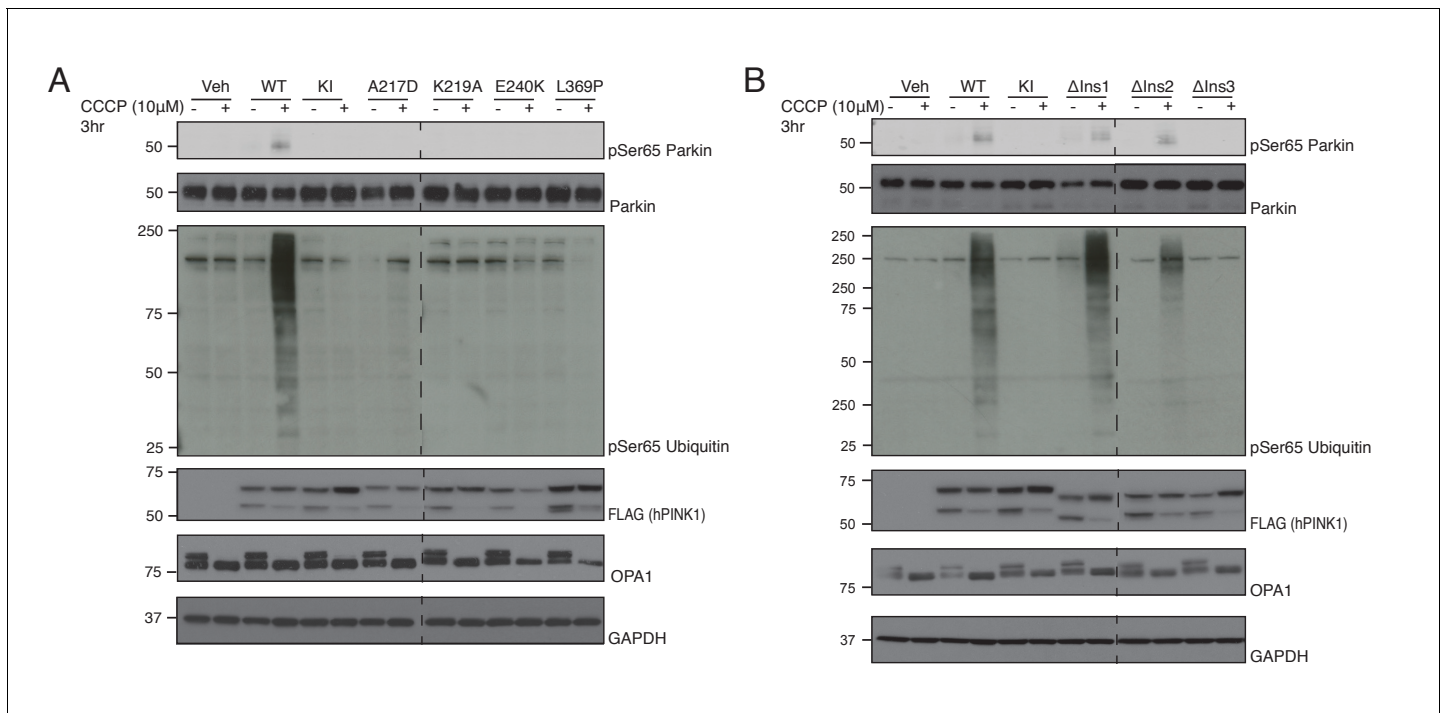 A
Veh WT KI A217D K219A E240K L369P
CCCP (10µM) - + - + - + - + - + - + - +
3hr
50
pSer65 Parkin
50
Parkin
250
75
50
25
pSer65 Ubiquitin
75
50
FLAG (hPINK1)
75
OPA1
37
GAPDH
B
Veh WT KI ΔIns1 ΔIns2 ΔIns3
CCCP (10µM) - + - + - + - + - + - +
3hr
50
pSer65 Parkin
50
Parkin
250
250
250
75
50
250
25
pSer65 Ubiquitin
75
50
FLAG (hPINK1)
75
OPA1
37
GAPDH